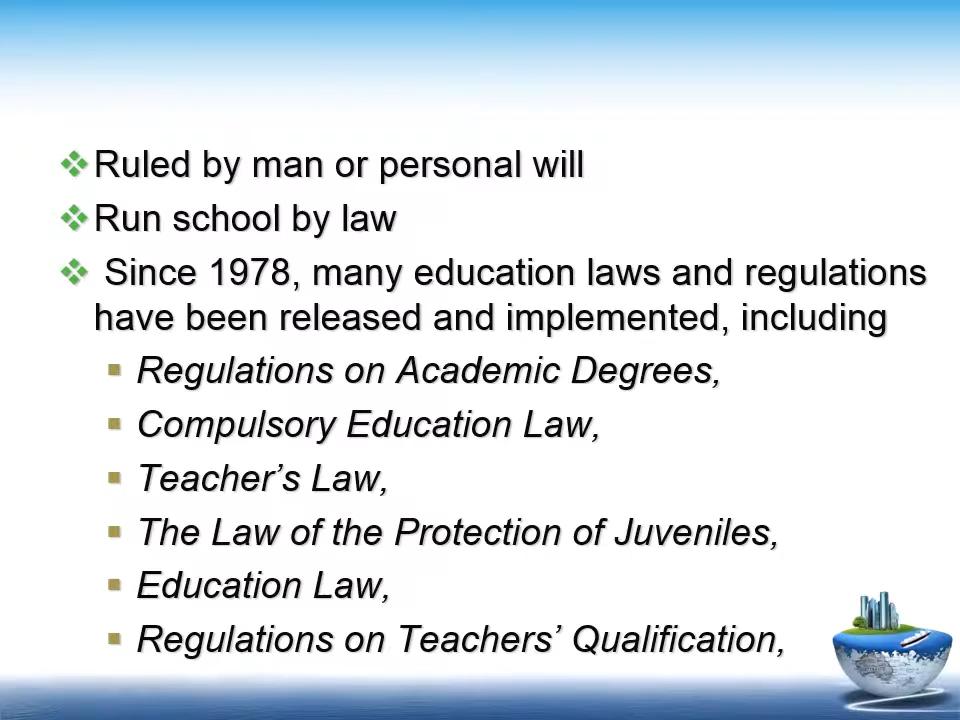 Ruled by man or personal will
Run school by law
Since 1978, many education laws and regulations
have been released and implemented, including
Regulations on Academic Degrees,
Compulsory Education Law,
Teacher’s Law,
The Law of the Protection of Juveniles,
Education Law,
Regulations on Teachers’ Qualification,